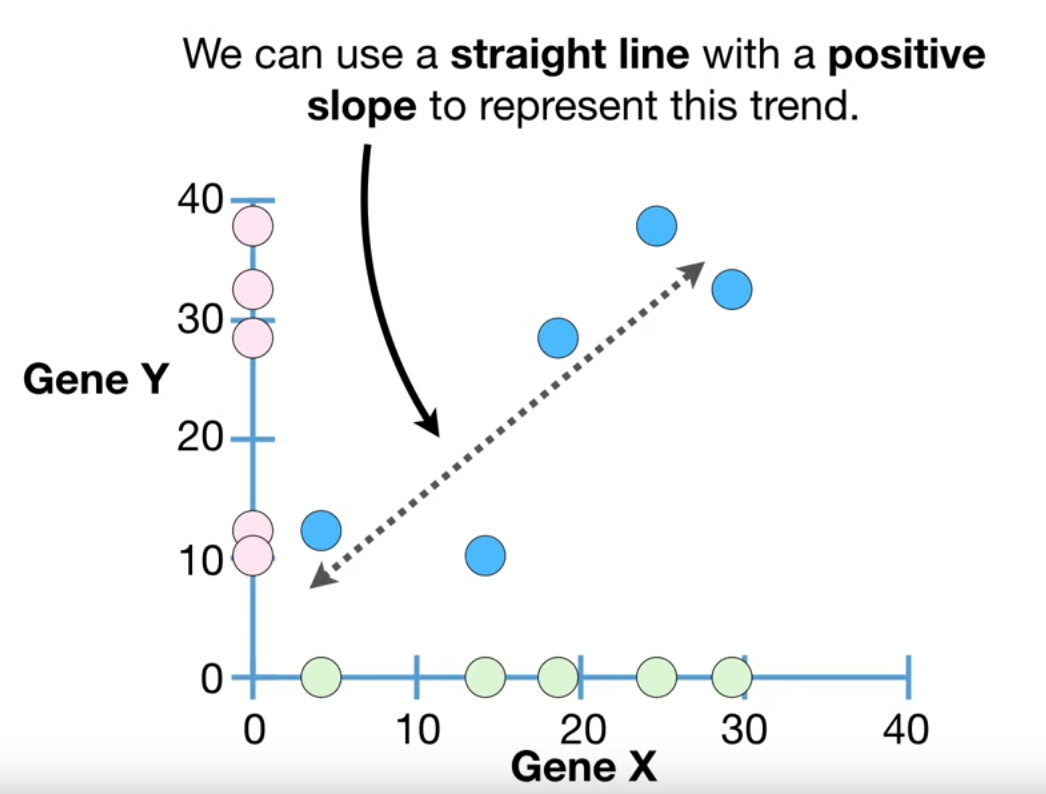 We can use a straight line with a positive
slope to represent this trend.
40
30
Gene Y
20
10
0
0 10 20 30 40
Gene X